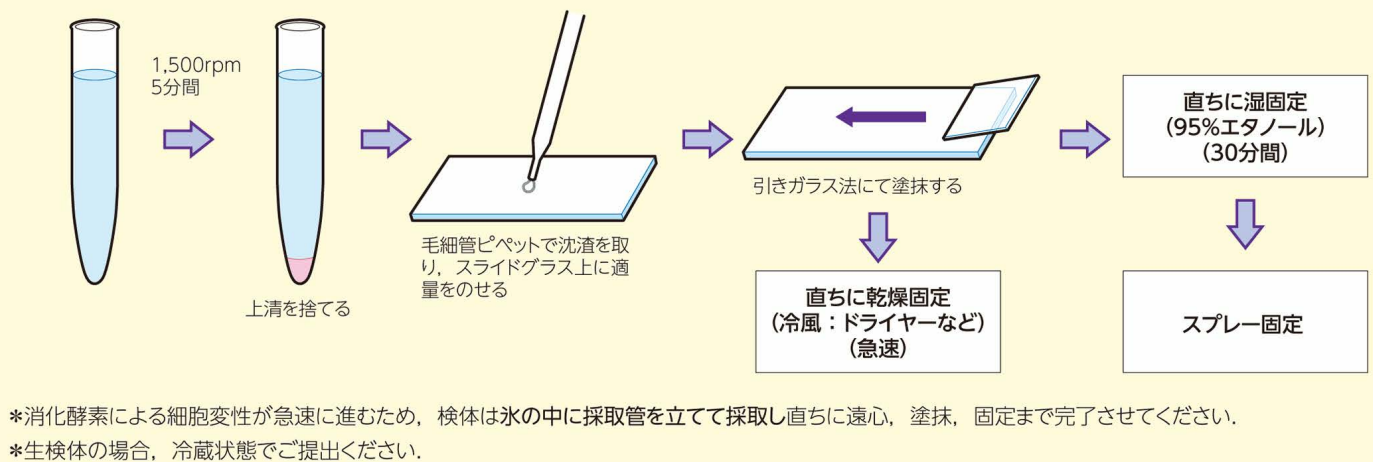 1,500rpm
5分間
上清を捨てる
毛細管ピペットで沈渣を取
り，スライドグラス上に適
量をのせる
引きガラス法にて塗抹する
直ちに湿固定
（95％エタノール）
（30分間）
直ちに乾燥固定
（冷風：ドライヤーなど）
（急速）
スプレー固定
＊消化酵素による細胞変性が急速に進むため，検体は氷の中に採取管を立てて採取し直ちに遠心，塗抹，固定まで完了させてください．
＊生検体の場合，冷蔵状態でご提出ください．